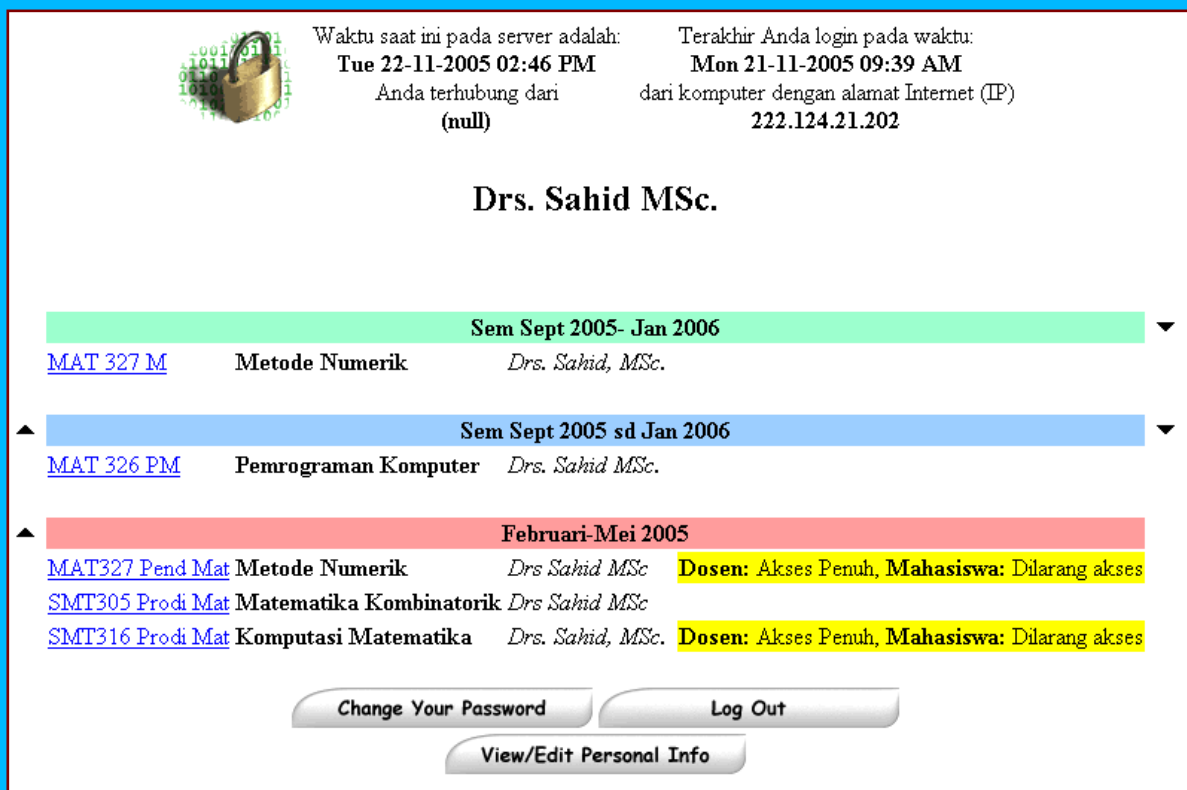 Waktu saat ini pada server adalah:
Tue 22-11-2005 02:46 PM
Anda terhubung dari
(null)
Terakhir Anda login pada waktu:
Mon 21-11-2005 09:39 AM
dari komputer dengan alamat Internet (IP)
222.124.21.202
Drs. Sahid MSc.
Sem Sept 2005- Jan 2006
MAT 327 M Metode Numerik Drs. Sahid, MSc.
Sem Sept 2005 sd Jan 2006
MAT 326 PM Pemrograman Komputer Drs. Sahid MSc.
Februari-Mei 2005
MAT327 Pend Mat Metode Numerik Drs Sahid MSc Dosen: Akses Penuh, Mahasiswa: Dilarang akses
SMT305 Prodi Mat Matematika Kombinatorik Drs Sahid MSc
SMT316 Prodi Mat Komputasi Matematika Drs. Sahid, MSc. Dosen: Akses Penuh, Mahasiswa: Dilarang akses
Change Your Password Log Out
View/Edit Personal Info